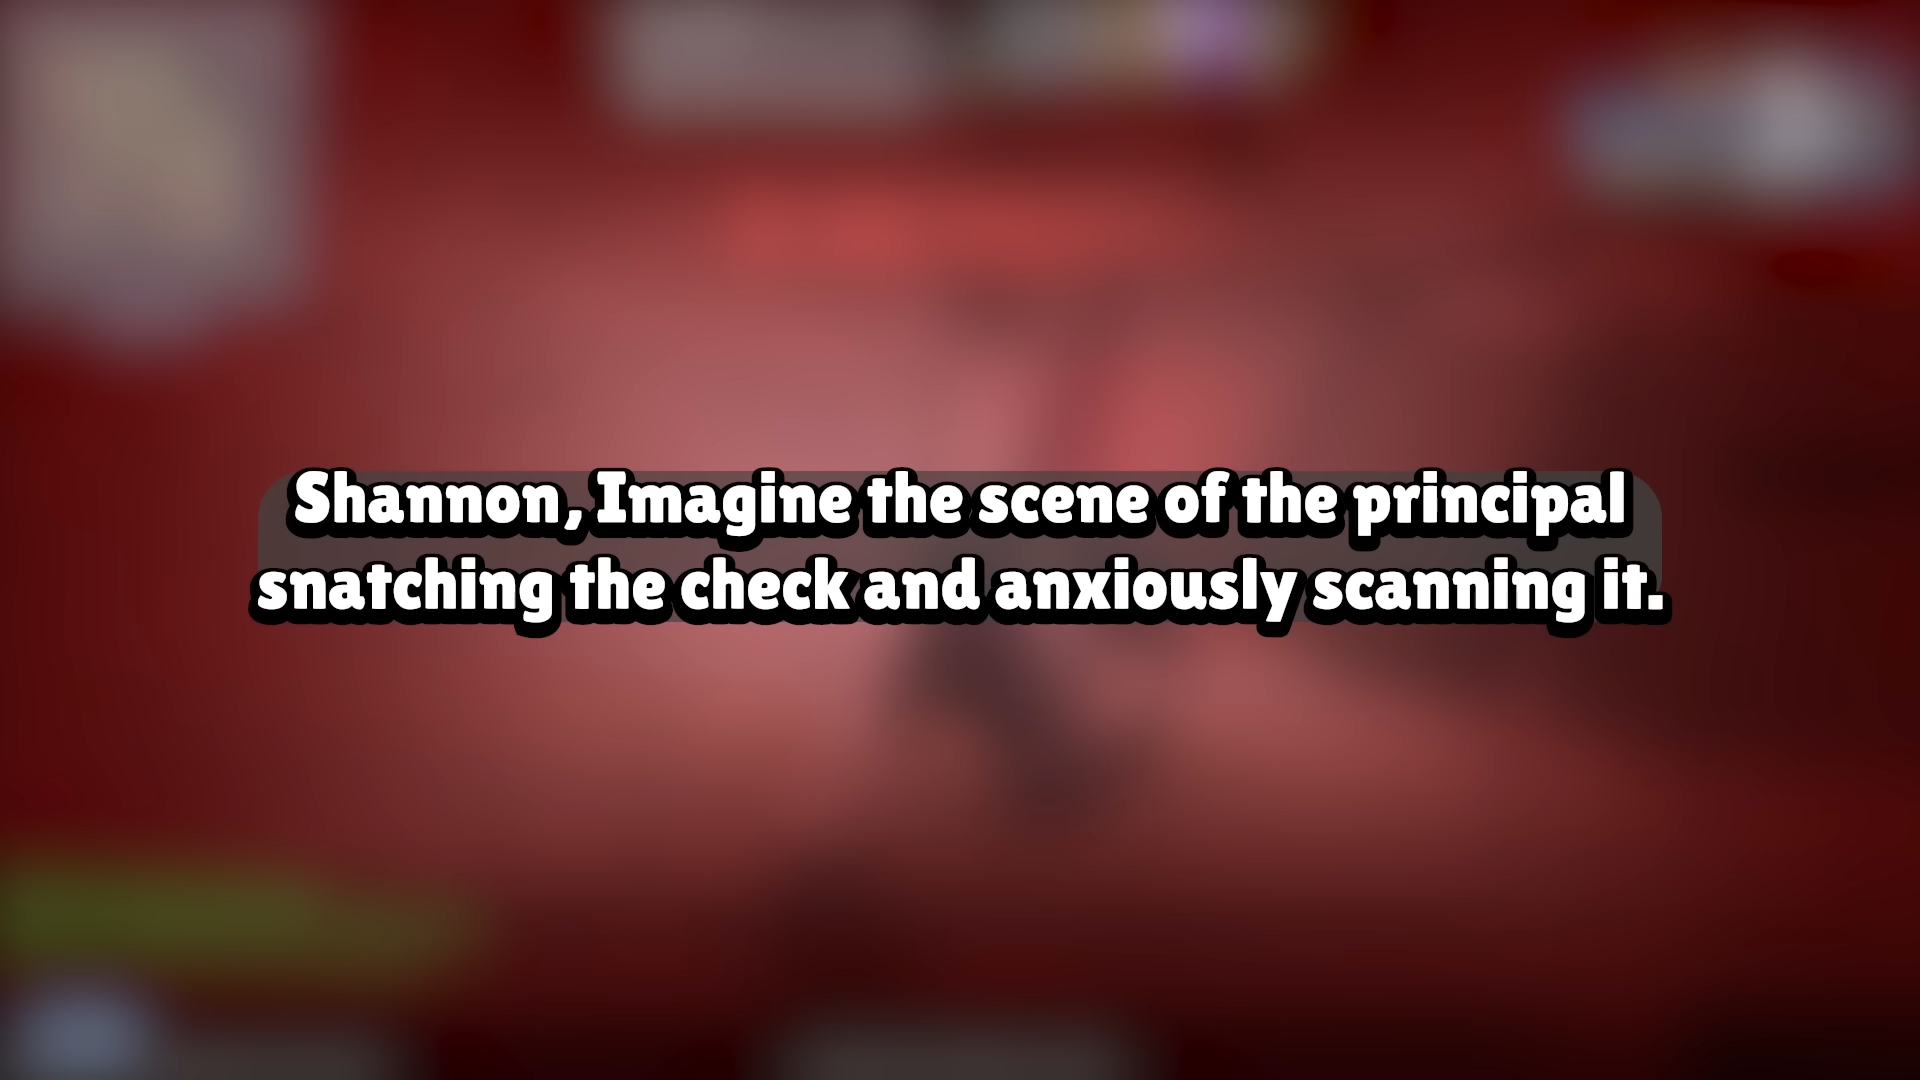 Shannon, Imagine the scene of the principal
snatching the check and anxiously scanning it.